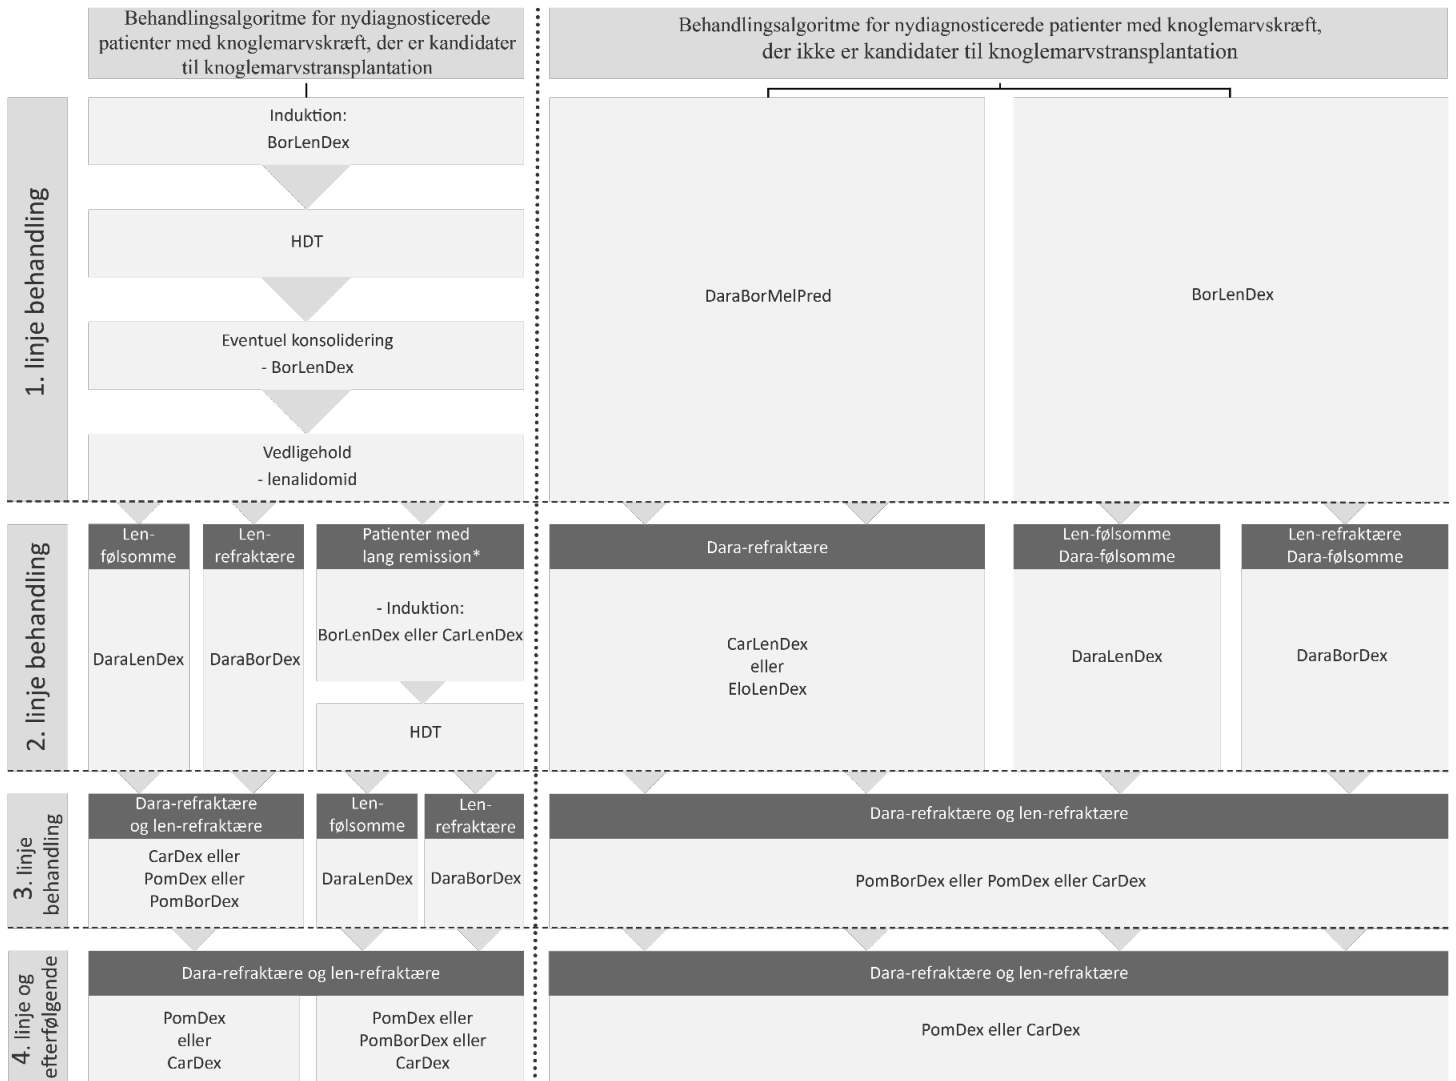 Behandlingsalgoritme for nydiagnosticerede
patienter med knoglemarvskræft, der er kandidater
til knoglemarvstransplantation
Behandlingsalgoritme for nydiagnosticerede patienter med knoglemarvskræft,
der ikke er kandidater til knoglemarvstransplantation
1. linje behandling
Induktion:
BorLenDex
HDT
Eventuel konsolidering
- BorLenDex
Vedligehold
- lenalidomid
DaraBorMelPred
BorLenDex
2. linje behandling
Len-
følsomme
DaraLenDex
Len-
refraktære
DaraBorDex
Patienter med
lang remission*
- Induktion:
BorLenDex eller CarLenDex
HDT
Dara-refraktære
CarLenDex
eller
EloLenDex
Len-følsomme
Dara-følsomme
DaraLenDex
Len-refraktære
Dara-følsomme
DaraBorDex
3. linje
behandling
Dara-refraktære
og len-refraktære
CarDex eller
PomDex eller
PomBorDex
Len-
følsomme
DaraLenDex
Len-
refraktære
DaraBorDex
Dara-refraktære og len-refraktære
PomBorDex eller PomDex eller CarDex
4. linje og
efterfølgende
Dara-refraktære og len-refraktære
PomDex
eller
CarDex
PomDex eller
PomBorDex eller
CarDex
Dara-refraktære og len-refraktære
PomDex eller CarDex